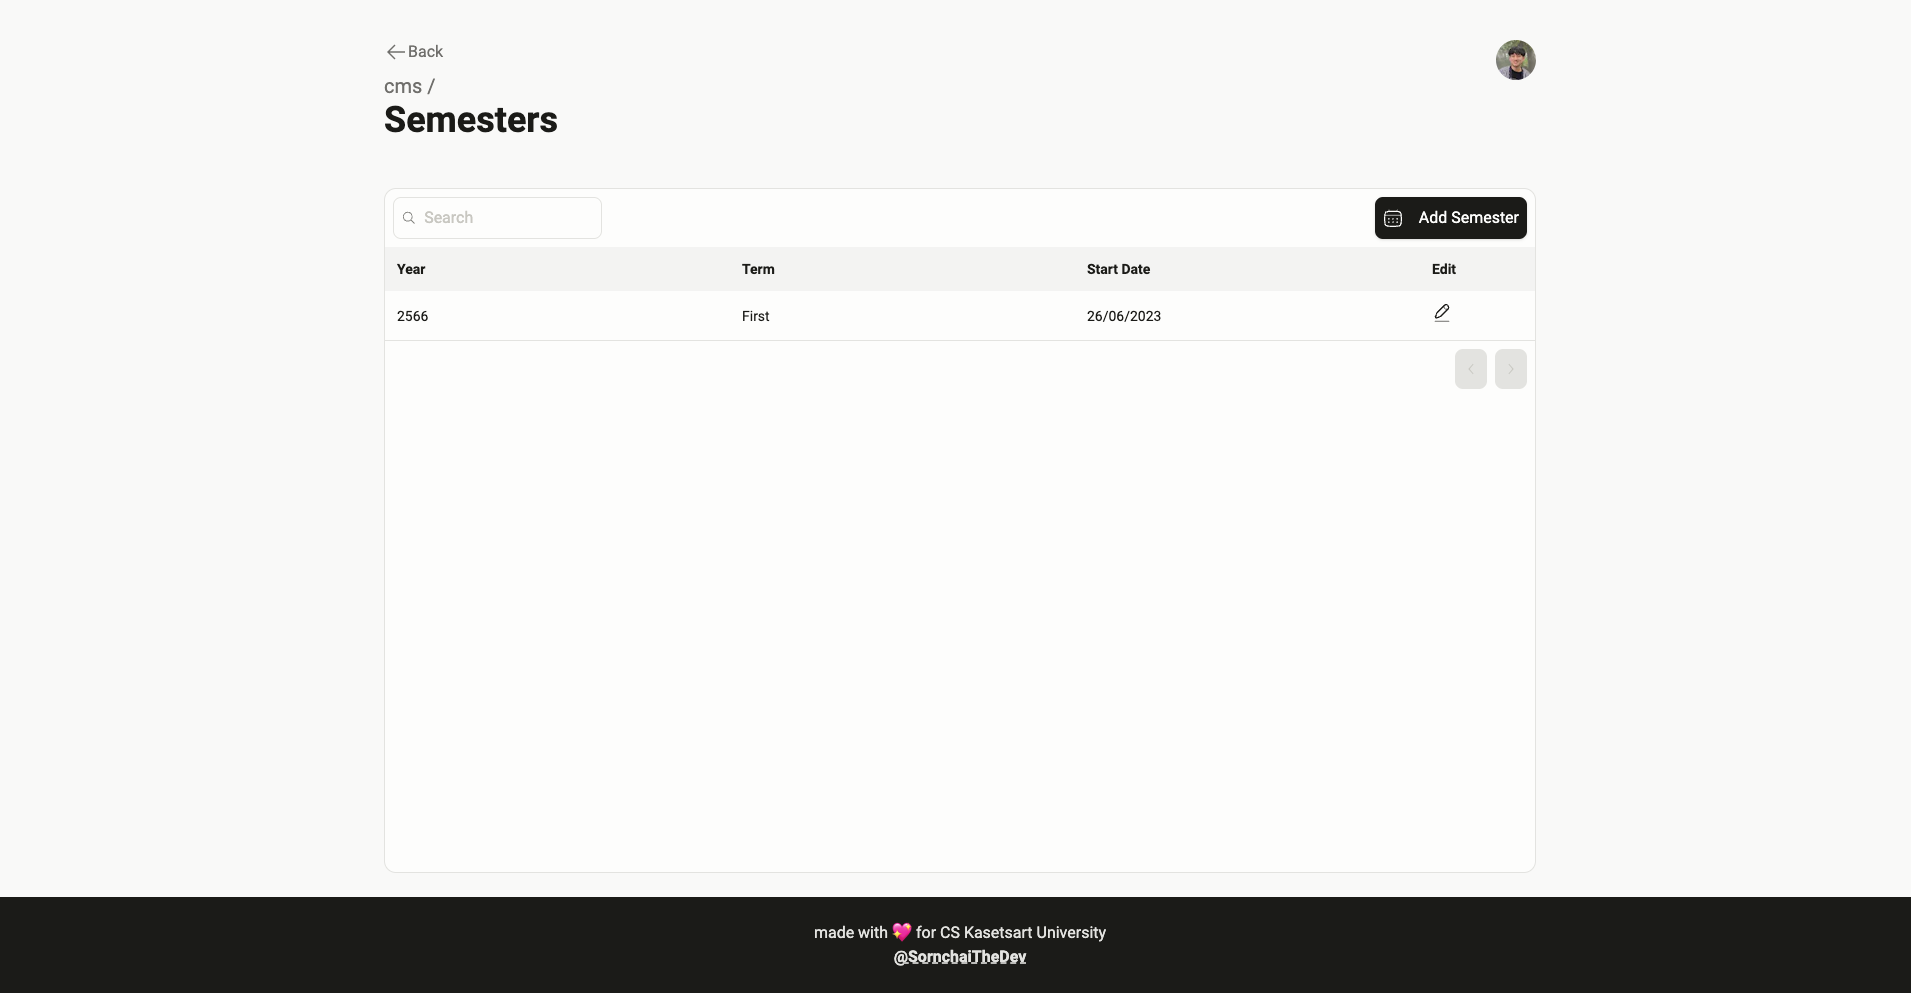 Back
cms /
Semesters
Search
Add Semester
Year Term Start Date Edit
2566 First 26/06/2023
made with 💖 for CS Kasetsart University
@SornchaiTheDev